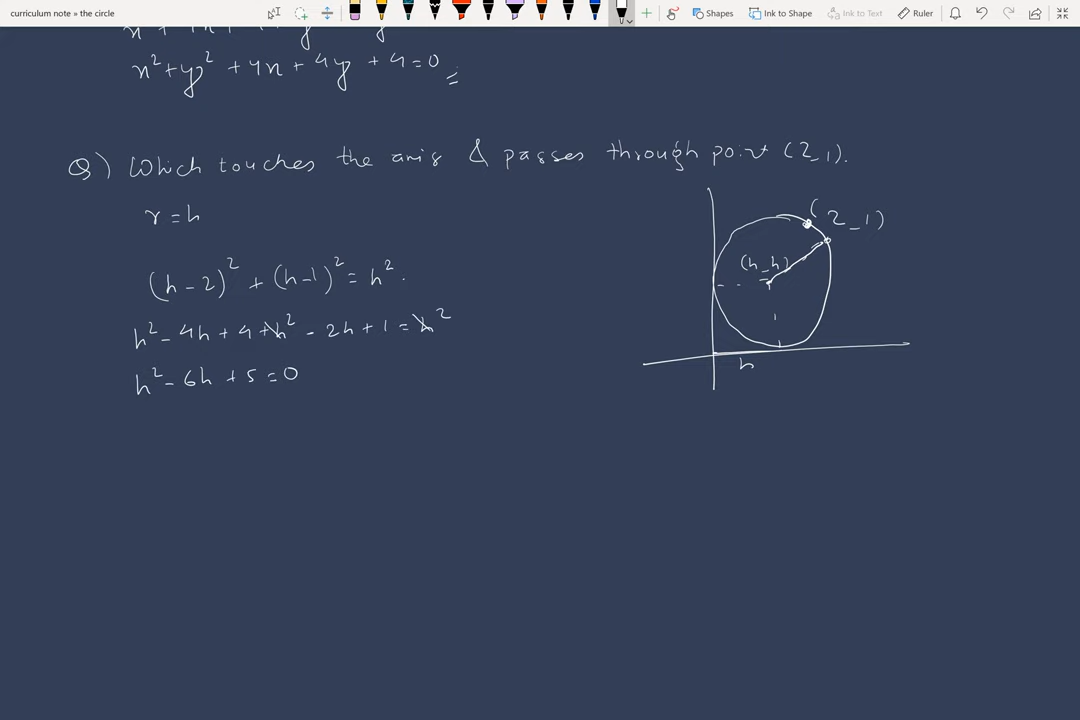 curriculum note » the circle
Shapes
Ink to Shape
Ink to Text
Ruler
x² + y² + 4x + 4y + 4 = 0
Q) Which touches the axis & passes through point (2,1).
r = h
(h-2)² + (h-1)² = h².
h² - 4h + 4 + h² - 2h + 1 = h²
h² - 6h + 5 = 0
(2,1)
(h,h)
h